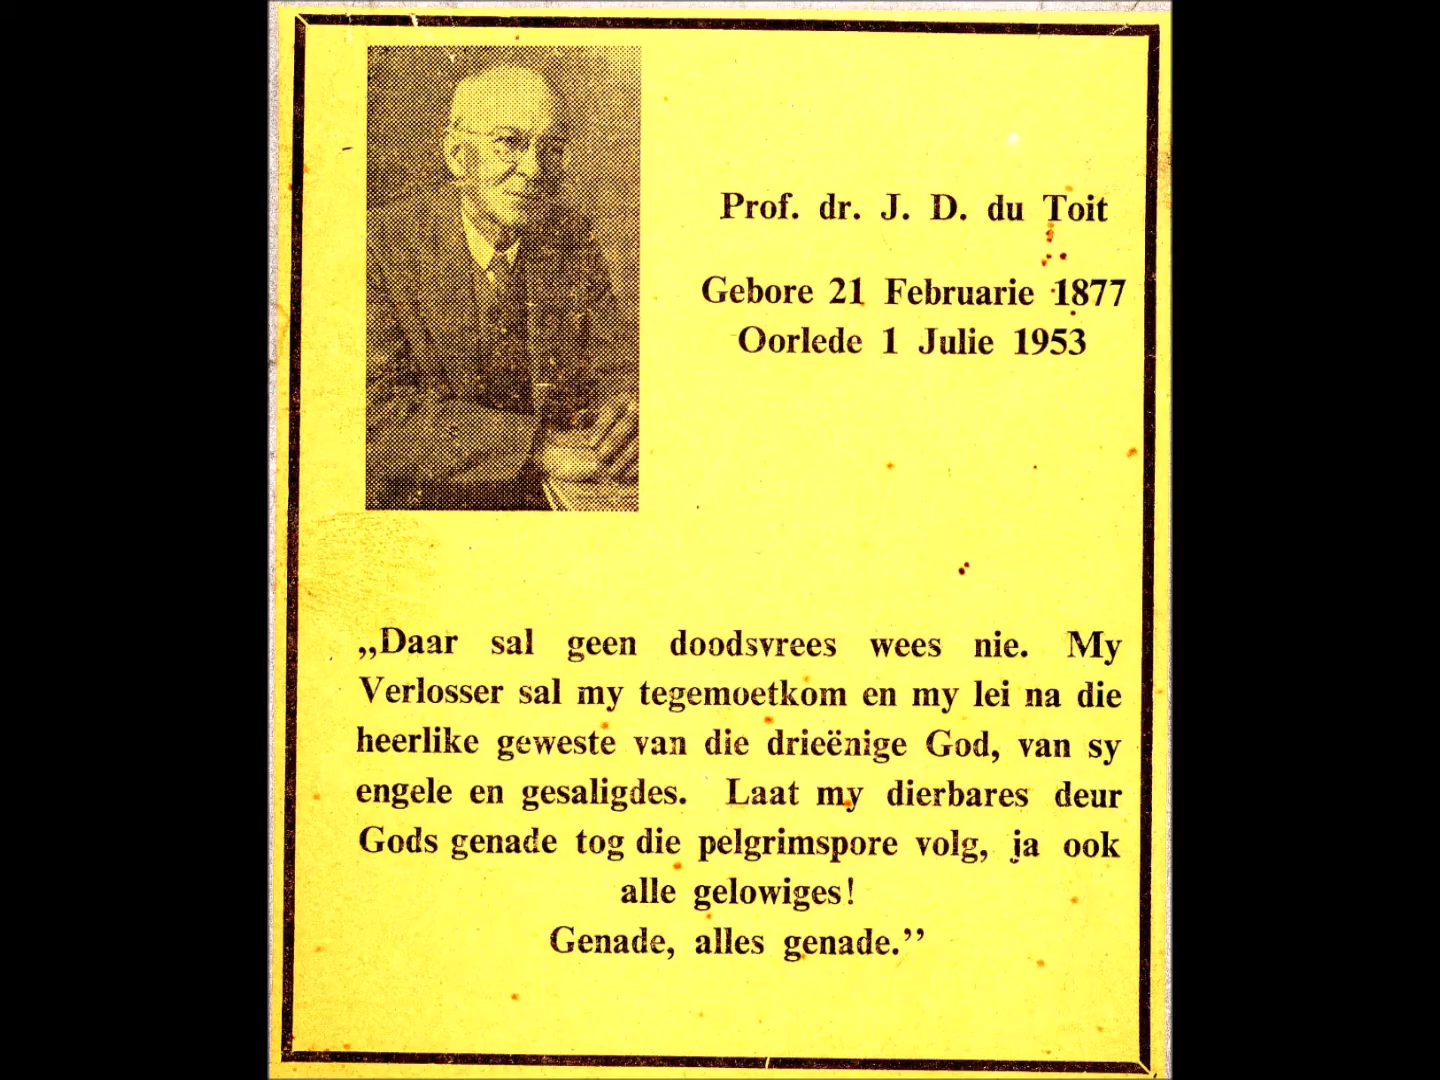 Prof. dr. J. D. du Toit
Gebore 21 Februarie 1877
Oorlede 1 Julie 1953
„Daar sal geen doodsvrees wees nie. My
Verlosser sal my tegemoetkom en my lei na die
heerlike geweste van die drieënige God, van sy
engele en gesaligdes. Laat my dierbares deur
Gods genade tog die pelgrimspore volg, ja ook
alle gelowiges!
Genade, alles genade.”